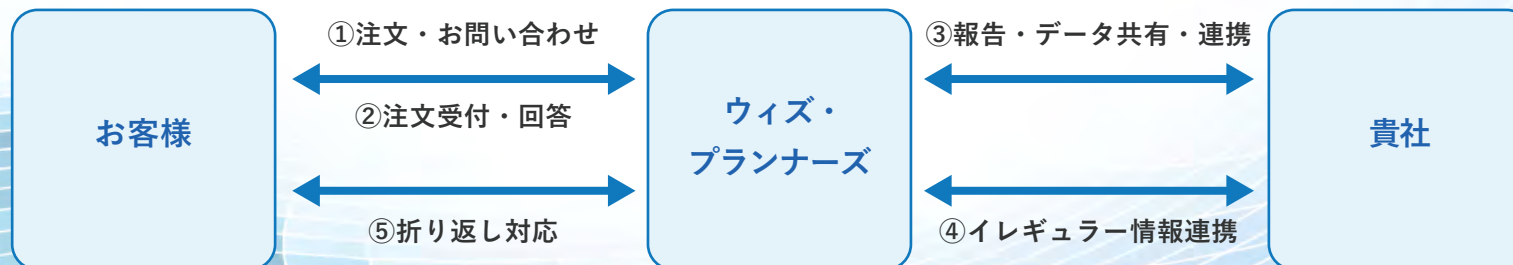 お客様
①注文・お問い合わせ
②注文受付・回答
⑤折り返し対応
ウィズ・
プランナーズ
③報告・データ共有・連携
④イレギュラー情報連携
貴社